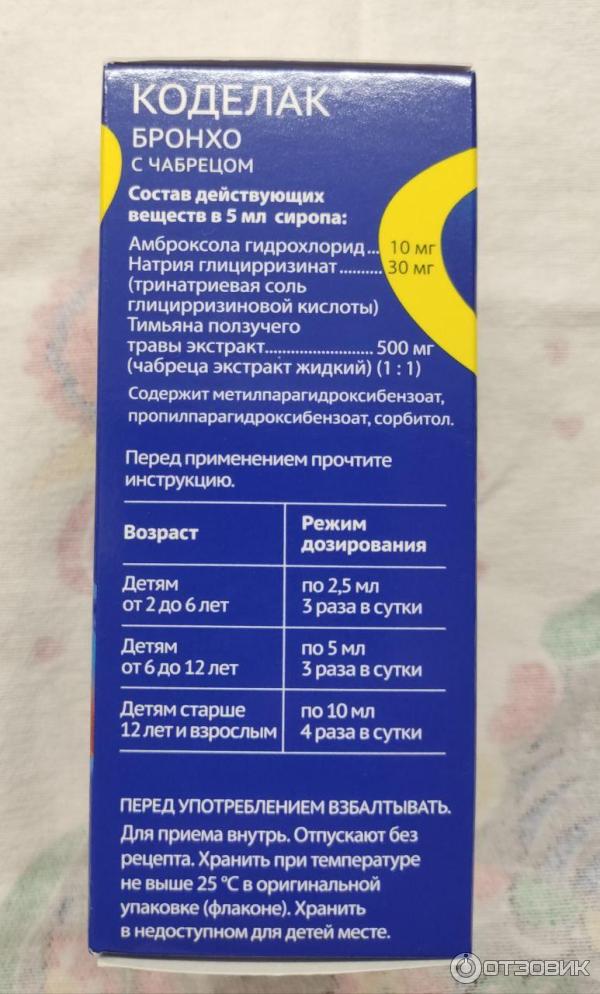 КОДЕЛАК®
БРОНХО
С ЧАБРЕЦОМ
Состав действующих
веществ в 5 мл сиропа:
Амброксола гидрохлорид... 10 мг
Натрия глицирризинат.......... 30 мг
(тринатриевая соль
глицирризиновой кислоты)
Тимьяна ползучего
травы экстракт...................... 500 мг
(чабреца экстракт жидкий) (1 : 1)
Содержит метилпарагидроксибензоат,
пропилпарагидроксибензоат, сорбитол.
Перед применением прочтите
инструкцию.
Возраст
Режим
дозирования
Детям
от 2 до 6 лет
по 2,5 мл
3 раза в сутки
Детям
от 6 до 12 лет
по 5 мл
3 раза в сутки
Детям старше
12 лет и взрослым
по 10 мл
4 раза в сутки
ПЕРЕД УПОТРЕБЛЕНИЕМ ВЗБАЛТЫВАТЬ.
Для приема внутрь. Отпускают без
рецепта. Хранить при температуре
не выше 25 °С в оригинальной
упаковке (флаконе). Хранить
в недоступном для детей месте.
ОТЗОВИК